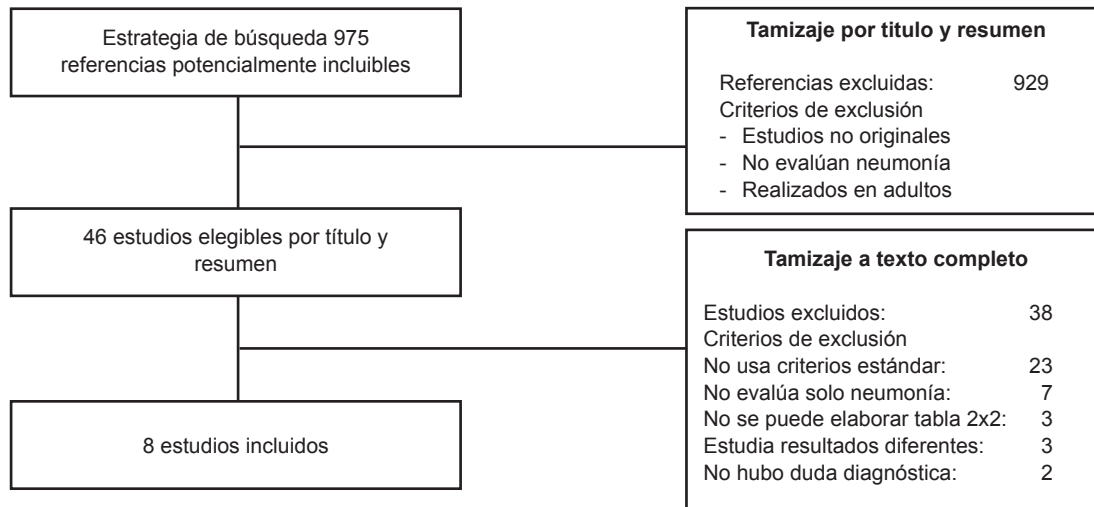 Estrategia de búsqueda 975
referencias potencialmente incluibles
Tamizaje por titulo y resumen
Referencias excluidas: 929
Criterios de exclusión
- Estudios no originales
- No evalúan neumonía
- Realizados en adultos
46 estudios elegibles por título y
resumen
Tamizaje a texto completo
Estudios excluidos: 38
Criterios de exclusión
No usa criterios estándar: 23
No evalúa solo neumonía: 7
No se puede elaborar tabla 2x2: 3
Estudia resultados diferentes: 3
No hubo duda diagnóstica: 2
8 estudios incluidos